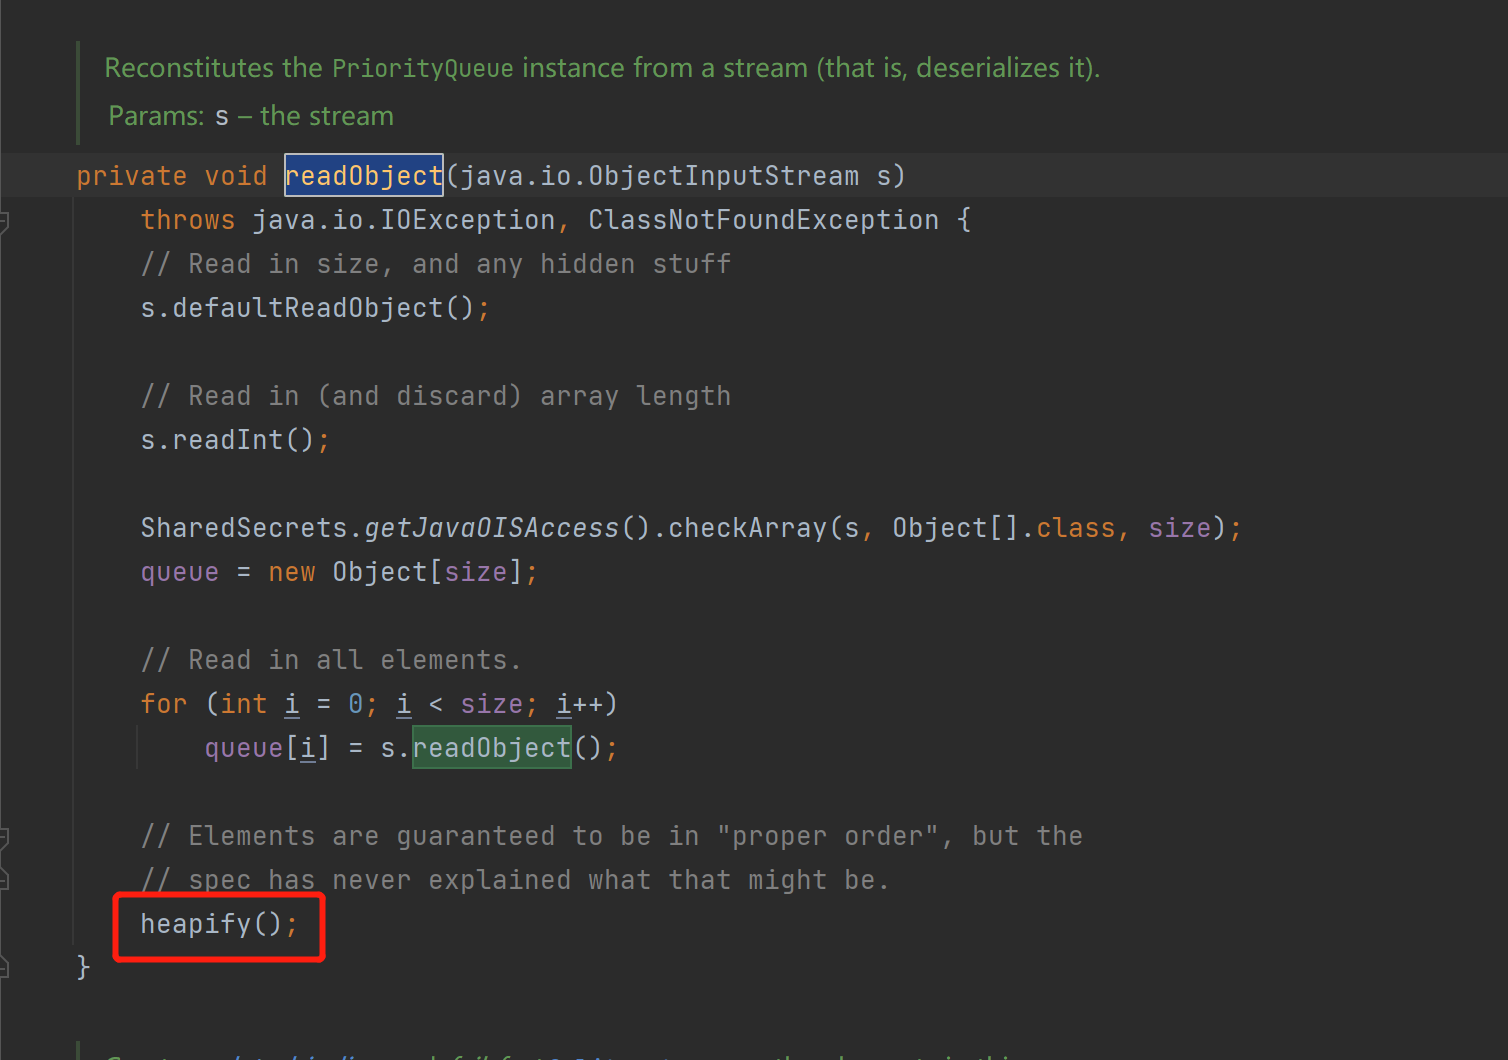 Reconstitutes the PriorityQueue instance from a stream (that is, deserializes it).
Params: s – the stream
private void readObject(java.io.ObjectInputStream s)
throws java.io.IOException, ClassNotFoundException {
// Read in size, and any hidden stuff
s.defaultReadObject();
// Read in (and discard) array length
s.readInt();
SharedSecrets.getJavaOISAccess().checkArray(s, Object[].class, size);
queue = new Object[size];
// Read in all elements.
for (int i = 0; i < size; i++)
queue[i] = s.readObject();
// Elements are guaranteed to be in "proper order", but the
// spec has never explained what that might be.
heapify();
}